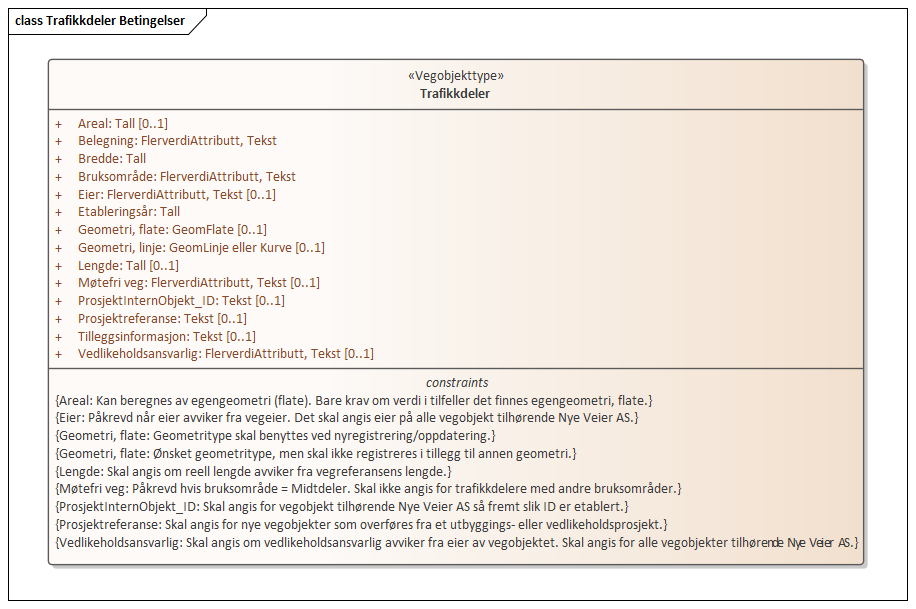 class Trafikkdeler Betingelser
«Vegobjekttype»
Trafikkdeler
+ Areal: Tall [0..1]
+ Belegning: FlerverdiAttributt, Tekst
+ Bredde: Tall
+ Bruksområde: FlerverdiAttributt, Tekst
+ Eier: FlerverdiAttributt, Tekst [0..1]
+ Etableringsår: Tall
+ Geometri, flate: GeomFlate [0..1]
+ Geometri, linje: GeomLinje eller Kurve [0..1]
+ Lengde: Tall [0..1]
+ Møtefri veg: FlerverdiAttributt, Tekst [0..1]
+ ProsjektInternObjekt_ID: Tekst [0..1]
+ Prosjektreferanse: Tekst [0..1]
+ Tilleggsinformasjon: Tekst [0..1]
+ Vedlikeholdsansvarlig: FlerverdiAttributt, Tekst [0..1]
constraints
{Areal: Kan beregnes av egengeometri (flate). Bare krav om verdi i tilfeller det finnes egengeometri, flate.}
{Eier: Påkrevd når eier avviker fra vegeier. Det skal angis eier på alle vegobjekt tilhørende Nye Veier AS.}
{Geometri, flate: Geometritype skal benyttes ved nyregistrering/oppdatering.}
{Geometri, flate: Ønsket geometritype, men skal ikke registreres i tillegg til annen geometri.}
{Lengde: Skal angis om reell lengde avviker fra vegreferansens lengde.}
{Møtefri veg: Påkrevd hvis bruksområde = Midtdeler. Skal ikke angis for trafikkdelere med andre bruksområder.}
{ProsjektInternObjekt_ID: Skal angis for vegobjekt tilhørende Nye Veier AS så fremt slik ID er etablert.}
{Prosjektreferanse: Skal angis for nye vegobjekter som overføres fra et utbyggings- eller vedlikeholdsprosjekt.}
{Vedlikeholdsansvarlig: Skal angis om vedlikeholdsansvarlig avviker fra eier av vegobjektet. Skal angis for alle vegobjekter tilhørende Nye Veier AS.}